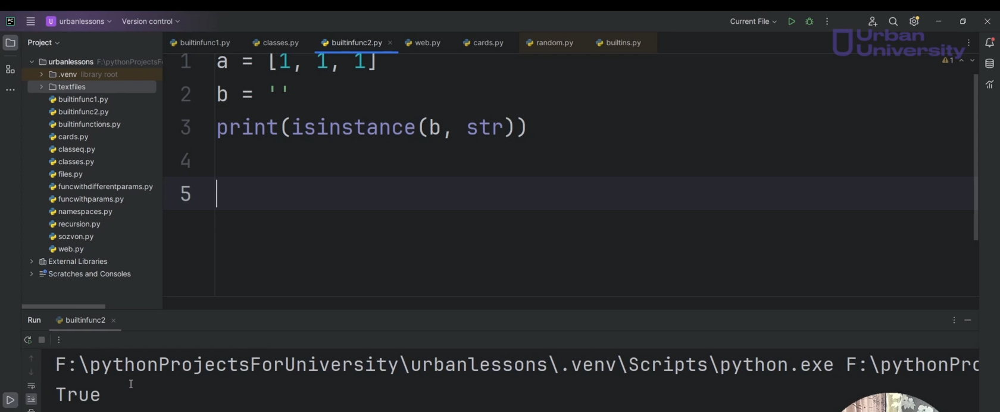 PC
U urbanlessons
Version control
Current File
Project
builtinfunc1.py
classes.py
builtinfunc2.py
web.py
cards.py
random.py
builtins.py
Urban
University
urbanlessons F:\pythonProjectsF
.venv library root
textfiles
builtinfunc1.py
builtinfunc2.py
builtinfunctions.py
cards.py
classeq.py
classes.py
files.py
funcwithdifferentparams.py
funcwithparams.py
namespaces.py
recursion.py
sozvon.py
web.py
External Libraries
Scratches and Consoles
1 a = [1, 1, 1]
2 b = ''
3 print(isinstance(b, str))
4
5
1
Run
builtinfunc2
F:\pythonProjectsForUniversity\urbanlessons\.venv\Scripts\python.exe F:\pythonPro
True